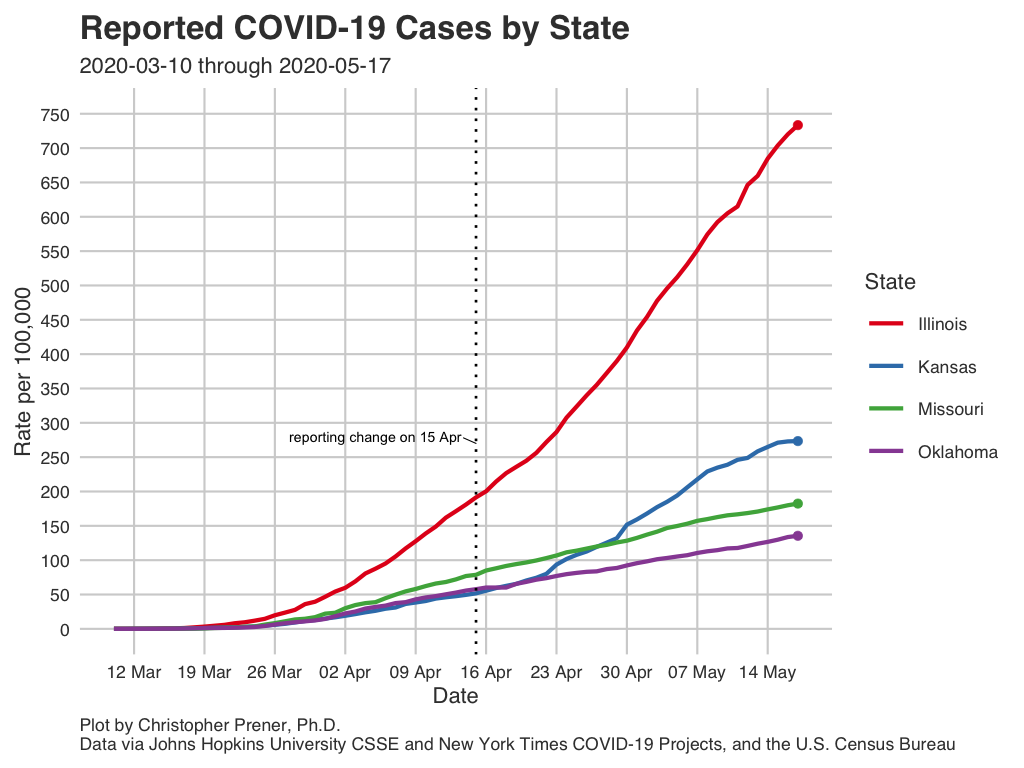 Reported COVID-19 Cases by State
2020-03-10 through 2020-05-17
Rate per 100,000
750
700
650
600
550
500
450
400
350
300
250
200
150
100
50
0
reporting change on 15 Apr
12 Mar 19 Mar 26 Mar 02 Apr 09 Apr 16 Apr 23 Apr 30 Apr 07 May 14 May
Date
State
Illinois
Kansas
Missouri
Oklahoma
Plot by Christopher Prener, Ph.D.
Data via Johns Hopkins University CSSE and New York Times COVID-19 Projects, and the U.S. Census Bureau